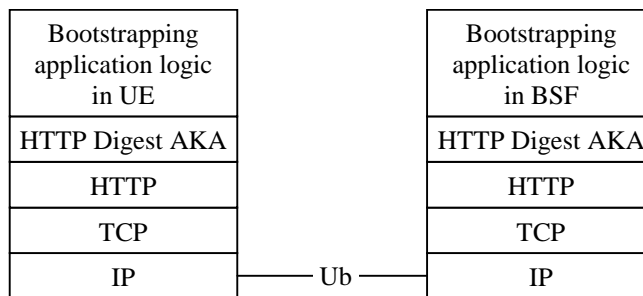 Bootstrapping
application logic
in UE
HTTP Digest AKA
HTTP
TCP
IP
Ub
Bootstrapping
application logic
in BSF
HTTP Digest AKA
HTTP
TCP
IP